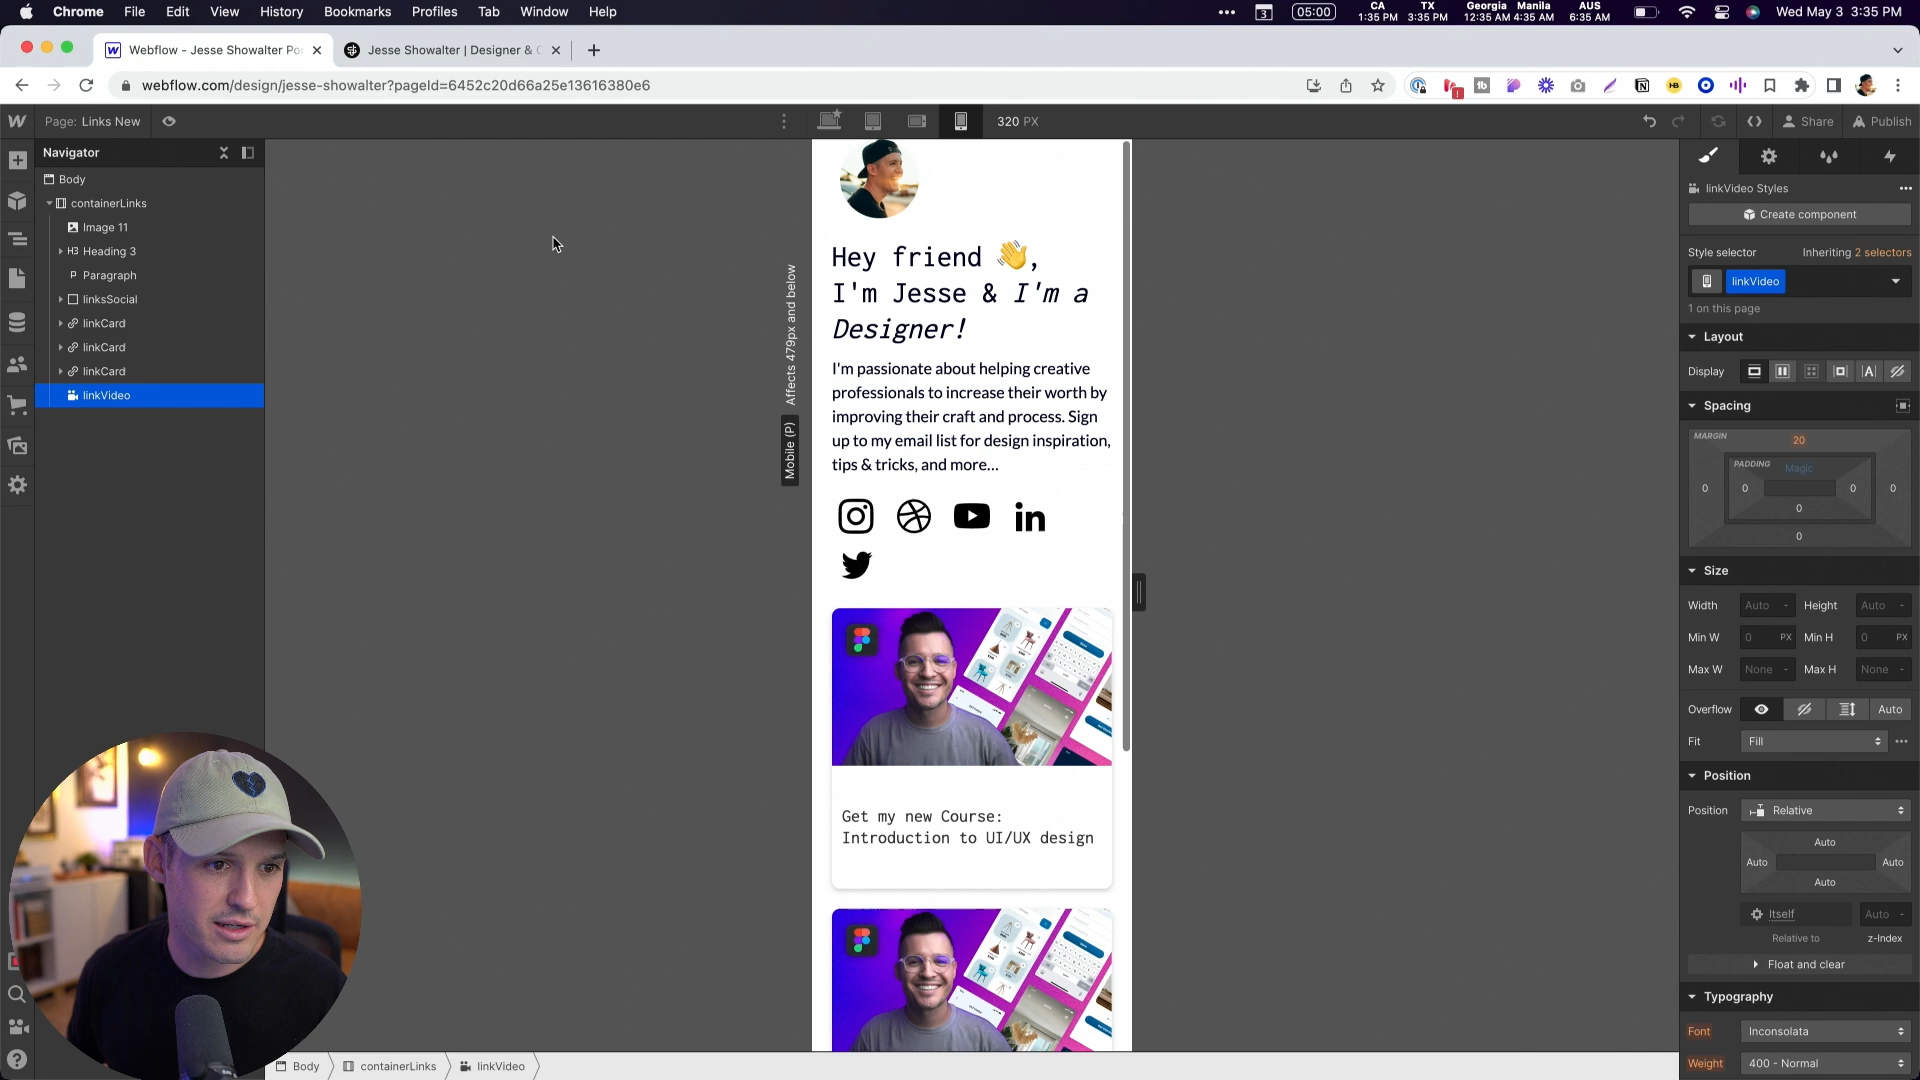 Chrome File Edit View History Bookmarks Profiles Tab Window Help
3 05:00 CA 1:35 PM TX 3:35 PM Georgia 12:35 AM Manila 4:35 AM AUS 6:35 AM Wed May 3 3:35 PM
Webflow - Jesse Showalter Po
Jesse Showalter | Designer & C
webflow.com/design/jesse-showalter?pageId=6452c20d66a25e13616380e6
Page: Links New
320 PX
Share
Publish
Navigator
Body
containerLinks
Image 11
H3 Heading 3
P Paragraph
linksSocial
linkCard
linkCard
linkCard
linkVideo
Affects 479px and below
Mobile (P)
Hey friend 👋,
I'm Jesse & I'm a
Designer!
I'm passionate about helping creative
professionals to increase their worth by
improving their craft and process. Sign
up to my email list for design inspiration,
tips & tricks, and more...
in
Get my new Course:
Introduction to UI/UX design
Body
containerLinks
linkVideo
linkVideo Styles
Create component
Style selector
Inheriting 2 selectors
linkVideo
1 on this page
Layout
Display
Spacing
MARGIN
20
PADDING
Magic
0 0 0 0
0
0
Size
Width Auto - Height Auto -
Min W 0 PX Min H 0 PX
Max W None - Max H None -
Overflow Auto
Fit Fill
Position
Position Relative
Auto
Auto Auto
Auto
Itself Auto -
Relative to z-Index
Float and clear
Typography
Font Inconsolata
Weight 400 - Normal